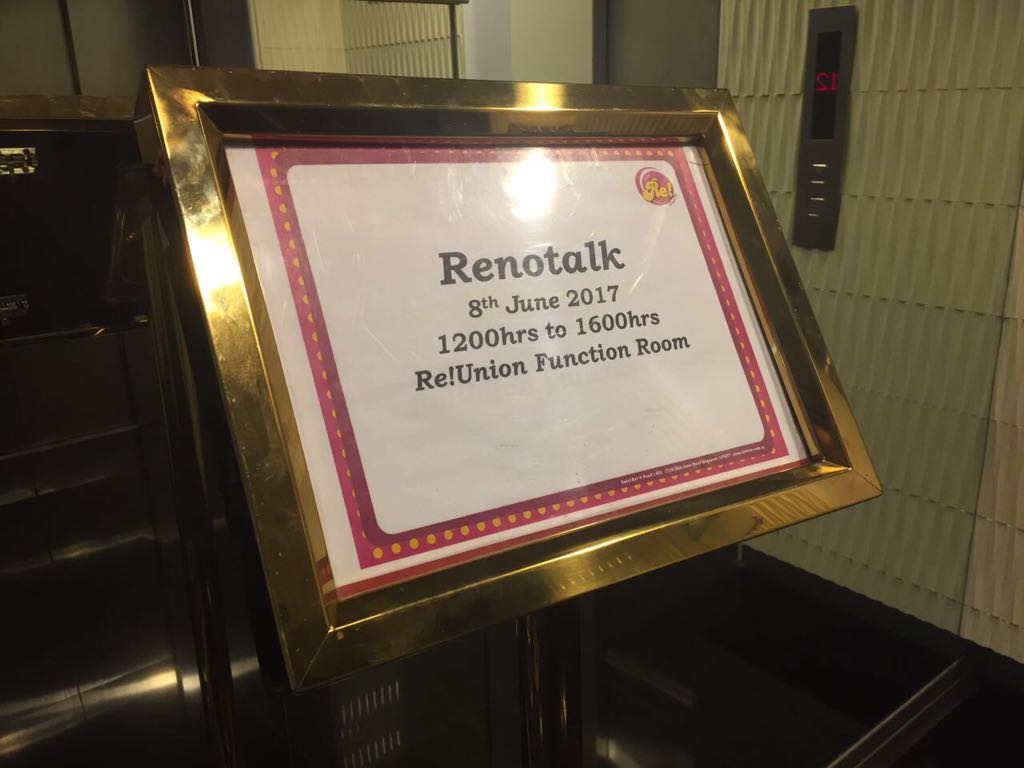 Re!
Renotalk
8th June 2017
1200hrs to 1600hrs
Re!Union Function Room
12